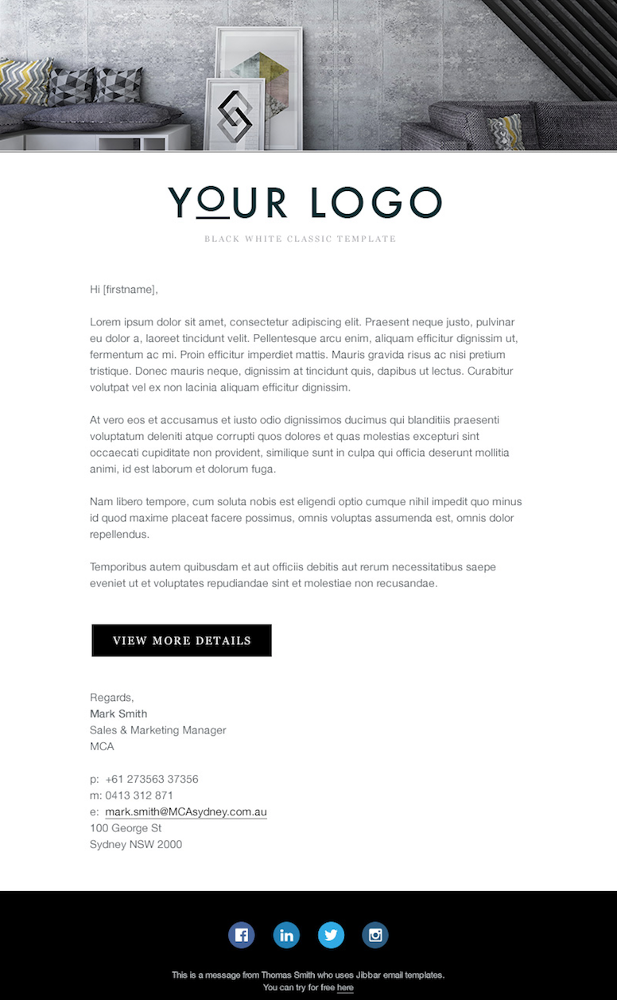 YOUR LOGO
BLACK WHITE CLASSIC TEMPLATE
Hi [firstname],
Lorem ipsum dolor sit amet, consectetur adipiscing elit. Praesent neque justo, pulvinar
eu dolor a, laoreet tincidunt velit. Pellentesque arcu enim, aliquam efficitur dignissim ut,
fermentum ac mi. Proin efficitur imperdiet mattis. Mauris gravida risus ac nisi pretium
tristique. Donec mauris neque, dignissim at tincidunt quis, dapibus ut lectus. Curabitur
volutpat vel ex non lacinia aliquam efficitur dignissim.
At vero eos et accusamus et iusto odio dignissimos ducimus qui blanditiis praesenti
voluptatum deleniti atque corrupti quos dolores et quas molestias excepturi sint
occaecati cupiditate non provident, similique sunt in culpa qui officia deserunt mollitia
animi, id est laborum et dolorum fuga.
Nam libero tempore, cum soluta nobis est eligendi optio cumque nihil impedit quo minus
id quod maxime placeat facere possimus, omnis voluptas assumenda est, omnis dolor
repellendus.
Temporibus autem quibusdam et aut officiis debitis aut rerum necessitatibus saepe
eveniet ut et voluptates repudiandae sint et molestiae non recusandae.
VIEW MORE DETAILS
Regards,
Mark Smith
Sales & Marketing Manager
MCA
p: +61 273563 37356
m: 0413 312 871
e: mark.smith@MCAsydney.com.au
100 George St
Sydney NSW 2000
This is a message from Thomas Smith who uses Jibbar email templates.
You can try for free here